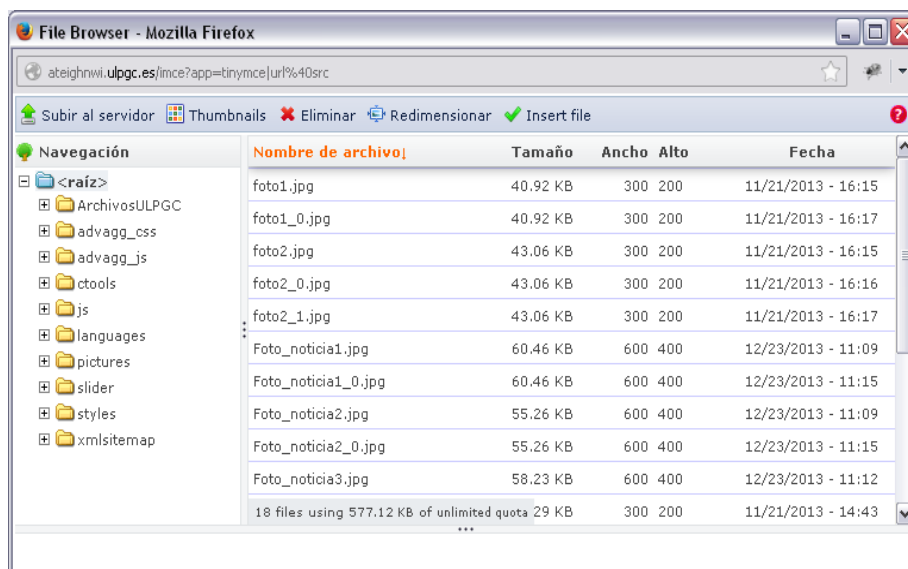 File Browser - Mozilla Firefox
ateighnwi.ulpgc.es/imce?app=tinymce|url%40src
Subir al servidor Thumbnails Eliminar Redimensionar Insert file
Navegación
<raíz>
ArchivosULPGC
advagg_css
advagg_js
ctools
js
languages
pictures
slider
styles
xmlsitemap
Nombre de archivo Tamaño Ancho Alto Fecha
foto1.jpg 40.92 KB 300 200 11/21/2013 - 16:15
foto1_0.jpg 40.92 KB 300 200 11/21/2013 - 16:17
foto2.jpg 43.06 KB 300 200 11/21/2013 - 16:15
foto2_0.jpg 43.06 KB 300 200 11/21/2013 - 16:16
foto2_1.jpg 43.06 KB 300 200 11/21/2013 - 16:17
Foto_noticia1.jpg 60.46 KB 600 400 12/23/2013 - 11:09
Foto_noticia1_0.jpg 60.46 KB 600 400 12/23/2013 - 11:15
Foto_noticia2.jpg 55.26 KB 600 400 12/23/2013 - 11:09
Foto_noticia2_0.jpg 55.26 KB 600 400 12/23/2013 - 11:15
Foto_noticia3.jpg 58.23 KB 600 400 12/23/2013 - 11:12
18 files using 577.12 KB of unlimited quota 29 KB 300 200 11/21/2013 - 14:43